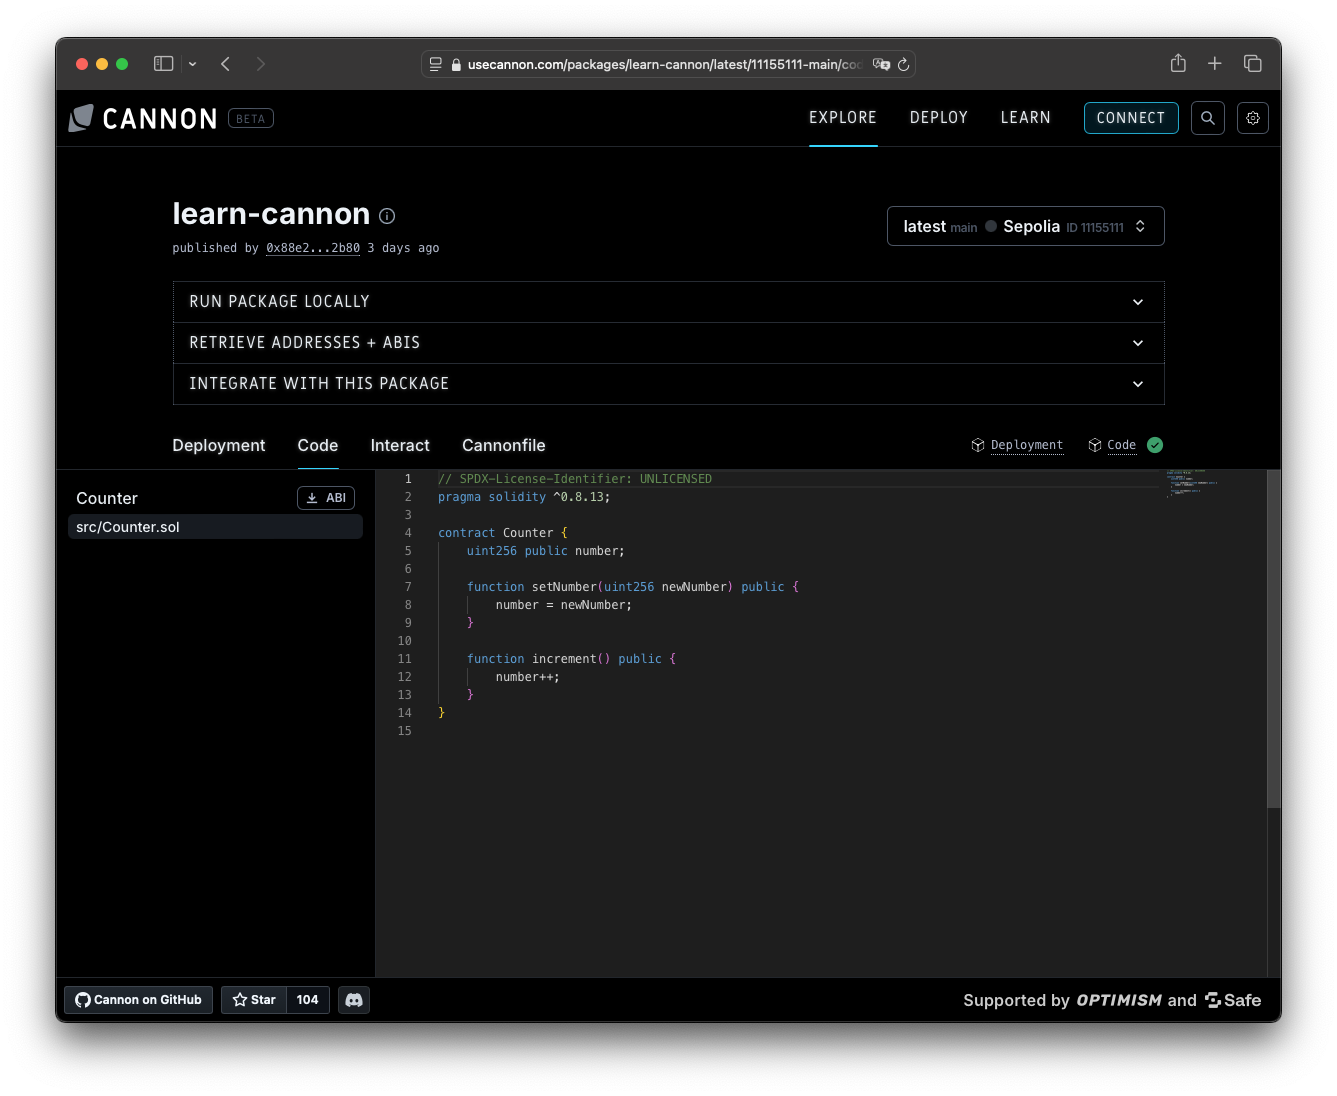 usecannon.com/packages/learn-cannon/latest/11155111-main/cod
CANNON BETA
EXPLORE DEPLOY LEARN CONNECT
learn-cannon
published by 0x88e2...2b80 3 days ago
latest main Sepolia ID 11155111
RUN PACKAGE LOCALLY
RETRIEVE ADDRESSES + ABIS
INTEGRATE WITH THIS PACKAGE
Deployment Code Interact Cannonfile
Deployment Code
Counter ABI
src/Counter.sol
1 // SPDX-License-Identifier: UNLICENSED
2 pragma solidity ^0.8.13;
3
4 contract Counter {
5 uint256 public number;
6
7 function setNumber(uint256 newNumber) public {
8 number = newNumber;
9 }
10
11 function increment() public {
12 number++;
13 }
14 }
15
Cannon on GitHub Star 104
Supported by OPTIMISM and Safe